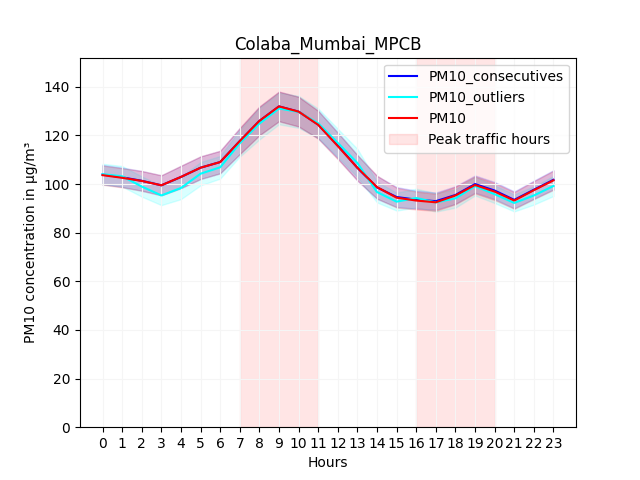 Colaba_Mumbai_MPCB
PM10_consecutives
PM10_outliers
PM10
Peak traffic hours
PM10 concentration in µg/m³
140
120
100
80
60
40
20
0
0 1 2 3 4 5 6 7 8 9 10 11 12 13 14 15 16 17 18 19 20 21 22 23
Hours